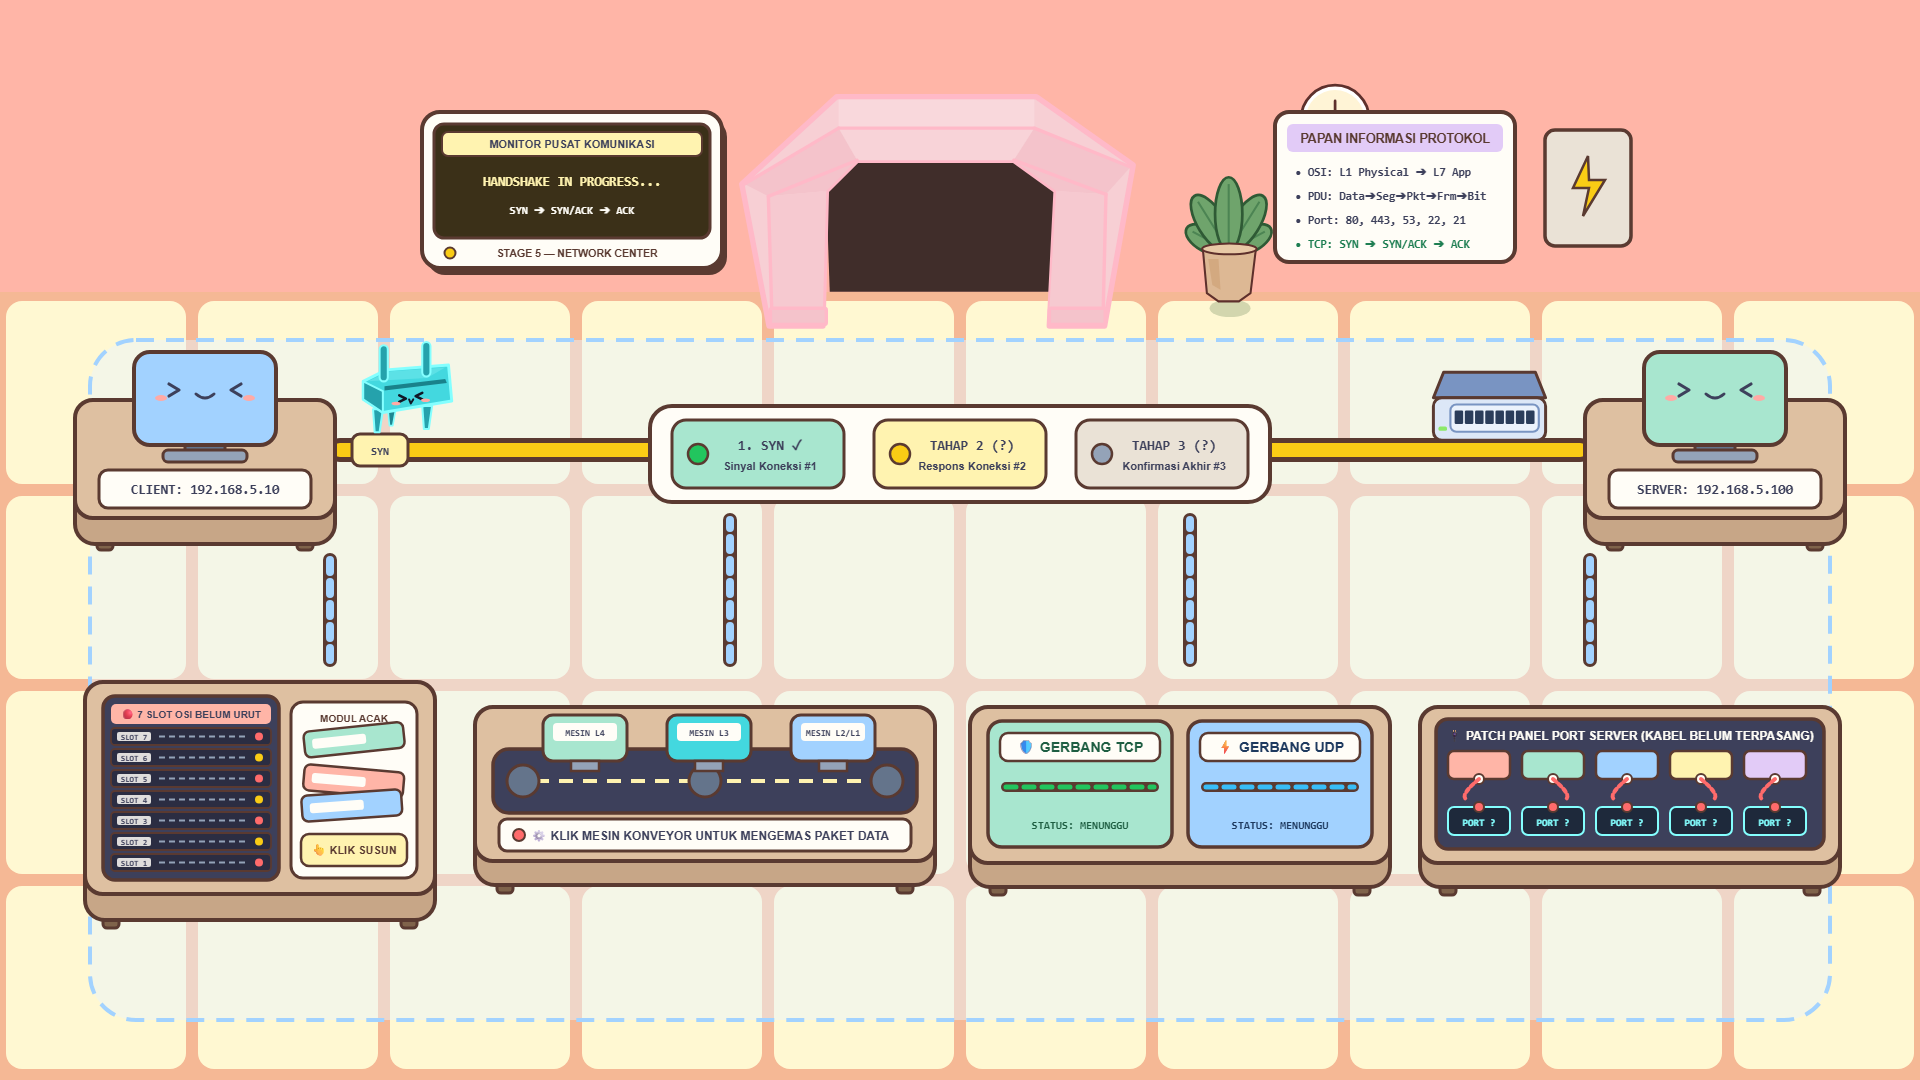 MONITOR PUSAT KOMUNIKASI
HANDSHAKE IN PROGRESS...
SYN ➔ SYN/ACK ➔ ACK
STAGE 5 — NETWORK CENTER
PAPAN INFORMASI PROTOKOL
• OSI: L1 Physical ➔ L7 App
• PDU: Data➔Seg➔Pkt➔Frm➔Bit
• Port: 80, 443, 53, 22, 21
• TCP: SYN ➔ SYN/ACK ➔ ACK
CLIENT: 192.168.5.10
SYN
1. SYN ✓
Sinyal Koneksi #1
TAHAP 2 (?)
Respons Koneksi #2
TAHAP 3 (?)
Konfirmasi Akhir #3
SERVER: 192.168.5.100
7 SLOT OSI BELUM URUT
SLOT 7
SLOT 6
SLOT 5
SLOT 4
SLOT 3
SLOT 2
SLOT 1
MODUL ACAK
👆 KLIK SUSUN
MESIN L4
MESIN L3
MESIN L2/L1
⚙️ KLIK MESIN KONVEYOR UNTUK MENGEMAS PAKET DATA
🛡️ GERBANG TCP
STATUS: MENUNGGU
⚡ GERBANG UDP
STATUS: MENUNGGU
PATCH PANEL PORT SERVER (KABEL BELUM TERPASANG)
PORT ?
PORT ?
PORT ?
PORT ?
PORT ?